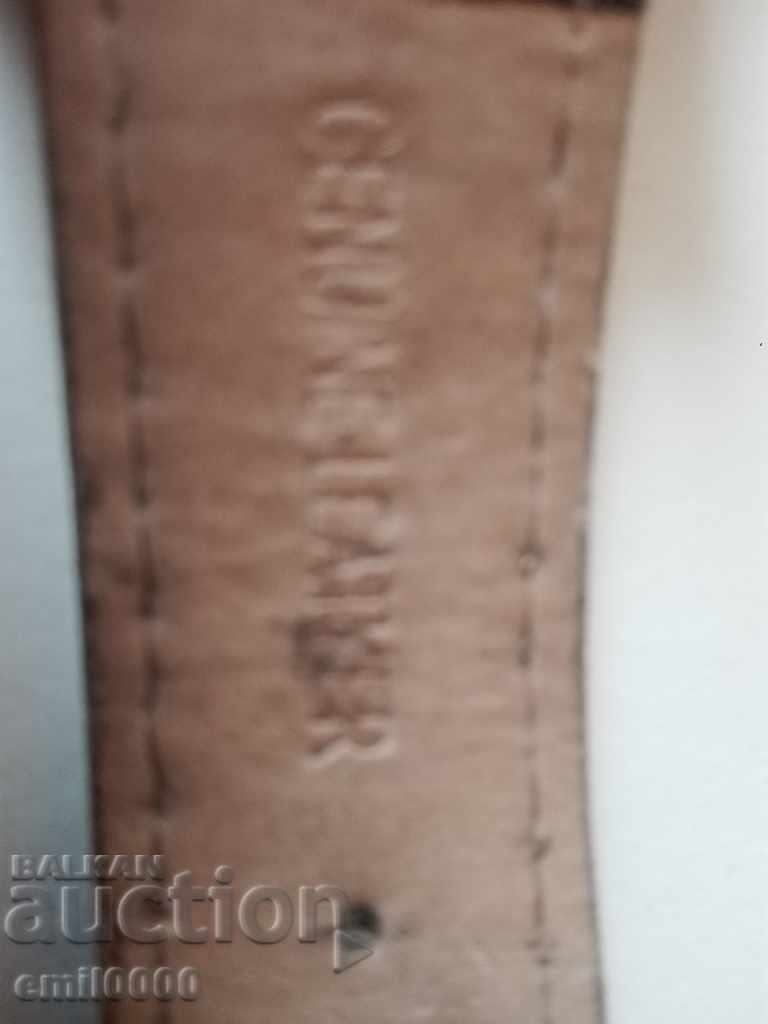 GENUINE LEATHER
BALKAN
auction
emil0000